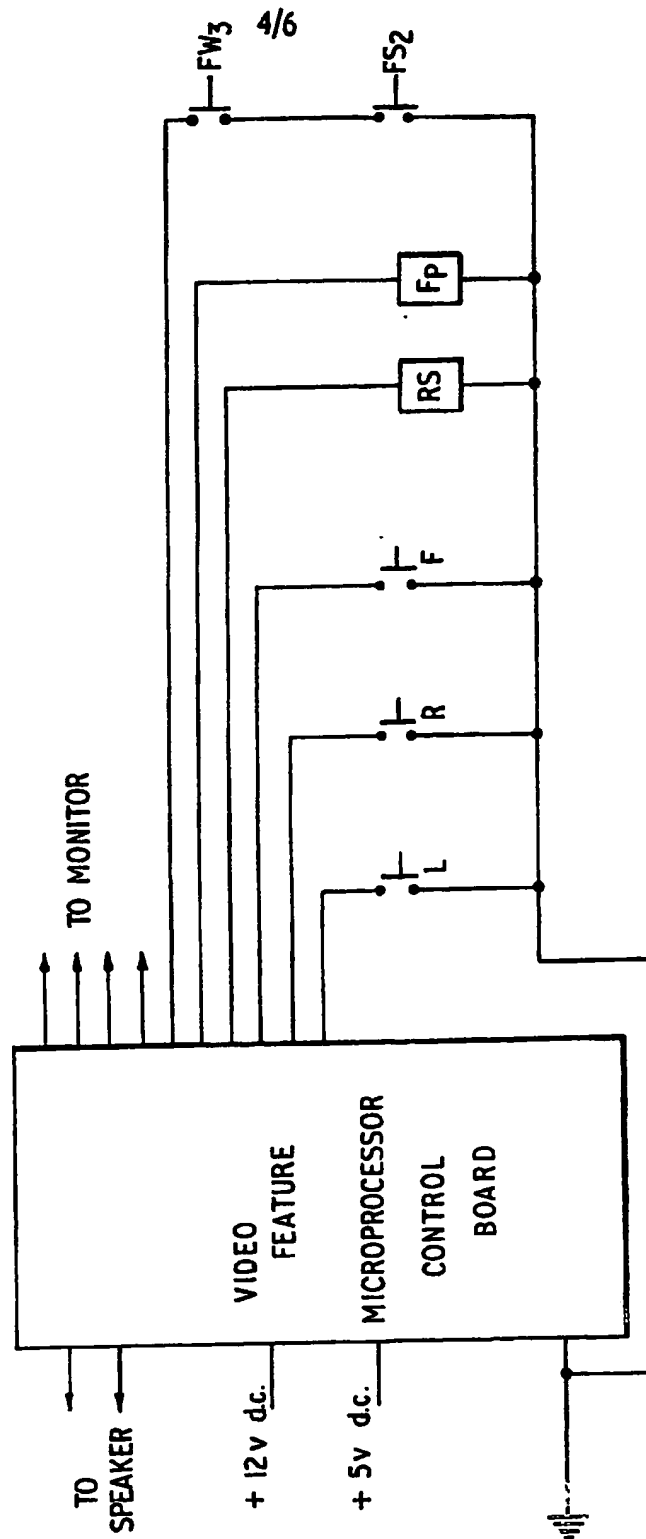 4/6
TO
SPEAKER
+ 12v d.c.
+ 5v d.c.
VIDEO
FEATURE
MICROPROCESSOR
CONTROL
BOARD
TO MONITOR
L
R
F
RS
FP
FW3
FS2